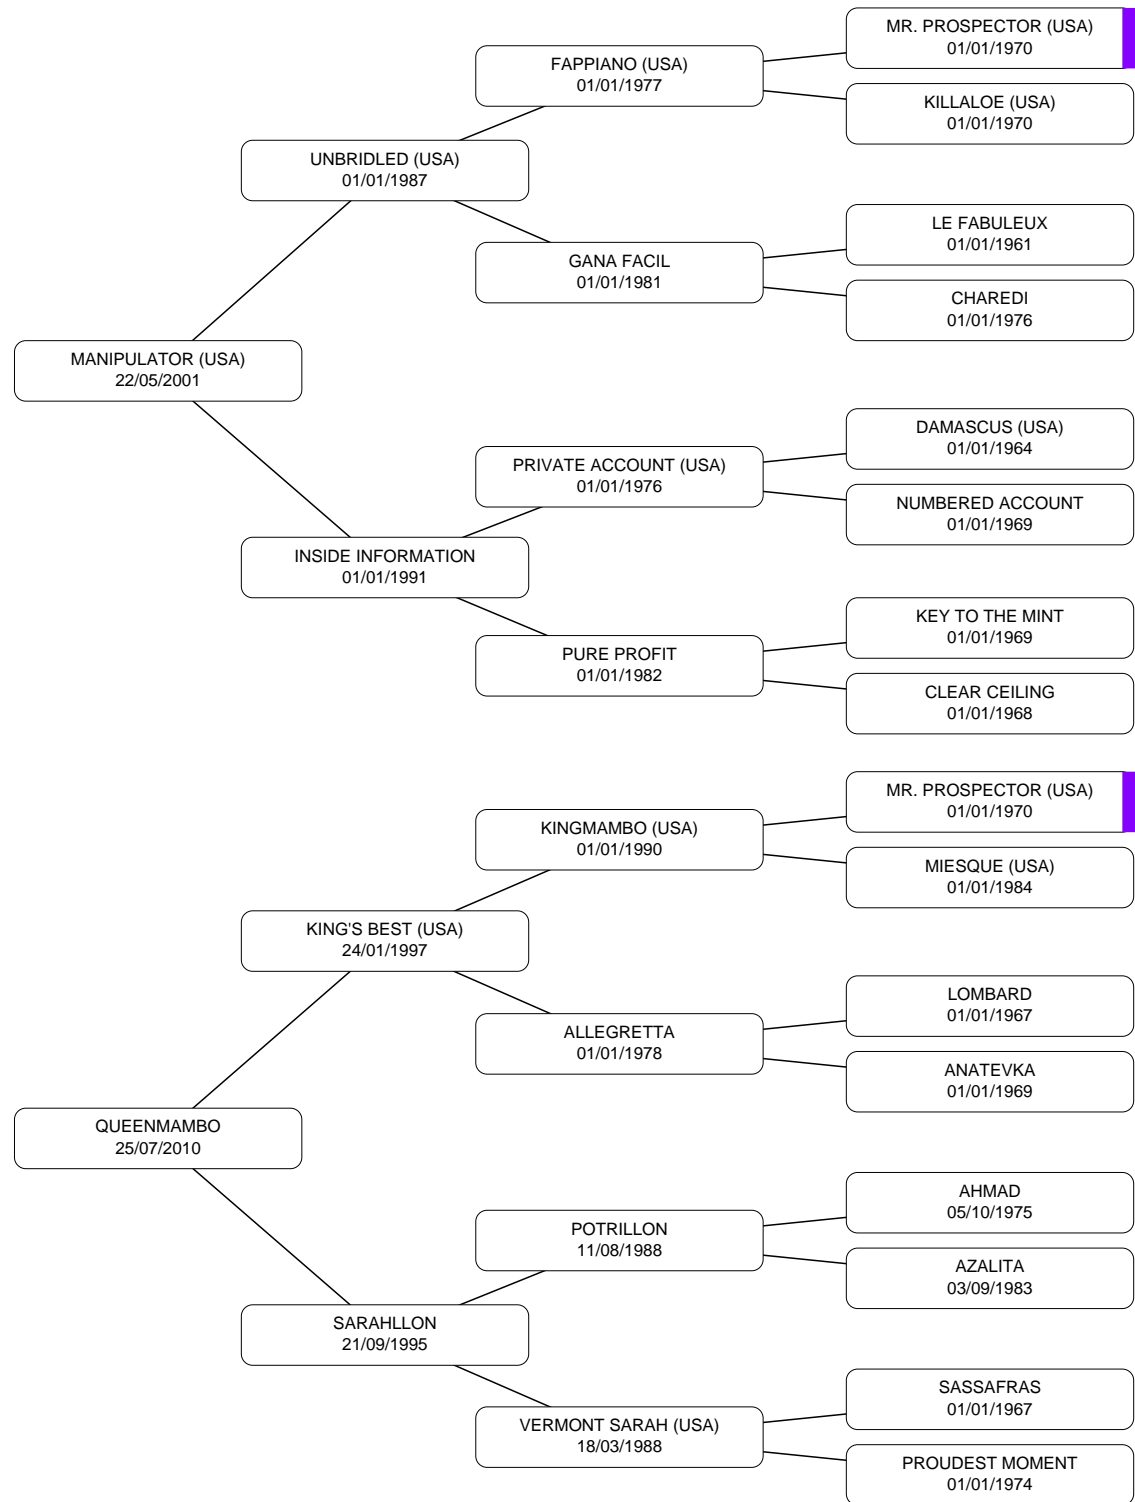 MR. PROSPECTOR (USA)
01/01/1970
FAPPIANO (USA)
01/01/1977
KILLALOE (USA)
01/01/1970
UNBRIDLED (USA)
01/01/1987
LE FABULEUX
01/01/1961
GANA FACIL
01/01/1981
CHAREDI
01/01/1976
MANIPULATOR (USA)
22/05/2001
DAMASCUS (USA)
01/01/1964
PRIVATE ACCOUNT (USA)
01/01/1976
NUMBERED ACCOUNT
01/01/1969
INSIDE INFORMATION
01/01/1991
KEY TO THE MINT
01/01/1969
PURE PROFIT
01/01/1982
CLEAR CEILING
01/01/1968
MR. PROSPECTOR (USA)
01/01/1970
KINGMAMBO (USA)
01/01/1990
MIESQUE (USA)
01/01/1984
KING'S BEST (USA)
24/01/1997
LOMBARD
01/01/1967
ALLEGRETTA
01/01/1978
ANATEVKA
01/01/1969
QUEENMAMBO
25/07/2010
AHMAD
05/10/1975
POTRILLON
11/08/1988
AZALITA
03/09/1983
SARAHLLON
21/09/1995
SASSAFRAS
01/01/1967
VERMONT SARAH (USA)
18/03/1988
PROUDEST MOMENT
01/01/1974